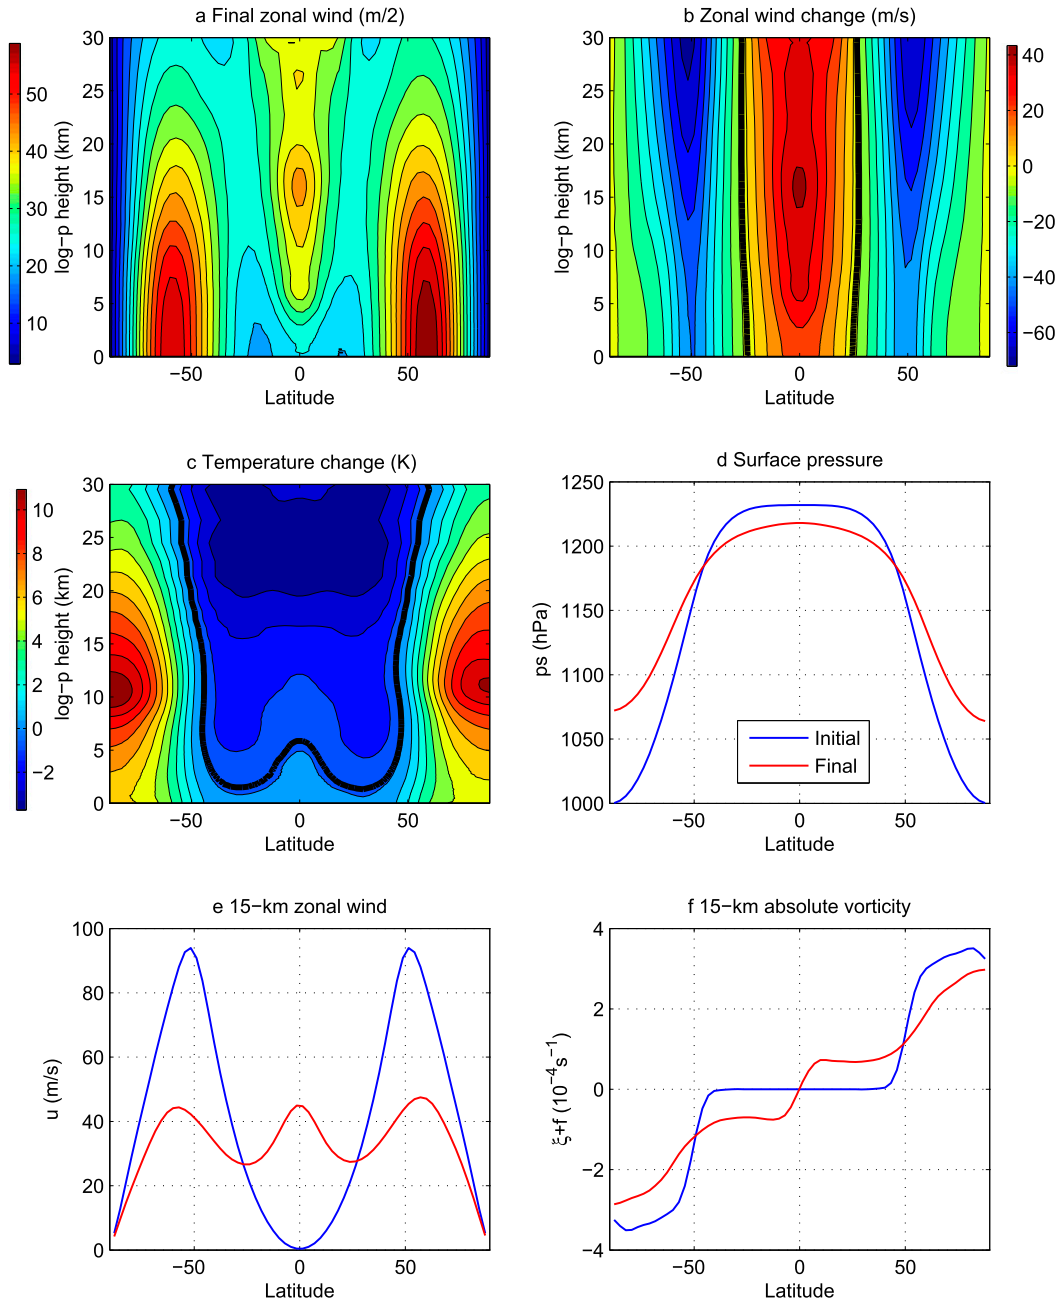 a Final zonal wind (m/2)
30
25
20
15
10
5
0
log−p height (km)
50
40
30
20
10
−50 0 50
Latitude
b Zonal wind change (m/s)
30
25
20
15
10
5
0
log−p height (km)
40
20
0
−20
−40
−60
−50 0 50
Latitude
c Temperature change (K)
30
25
20
15
10
5
0
log−p height (km)
10
8
6
4
2
0
−2
−50 0 50
Latitude
d Surface pressure
1250
1200
1150
1100
1050
1000
ps (hPa)
Initial
Final
−50 0 50
Latitude
e 15−km zonal wind
100
80
60
40
20
0
u (m/s)
−50 0 50
Latitude
f 15−km absolute vorticity
4
2
0
−2
−4
ξ+f (10⁻⁴s⁻¹)
−50 0 50
Latitude